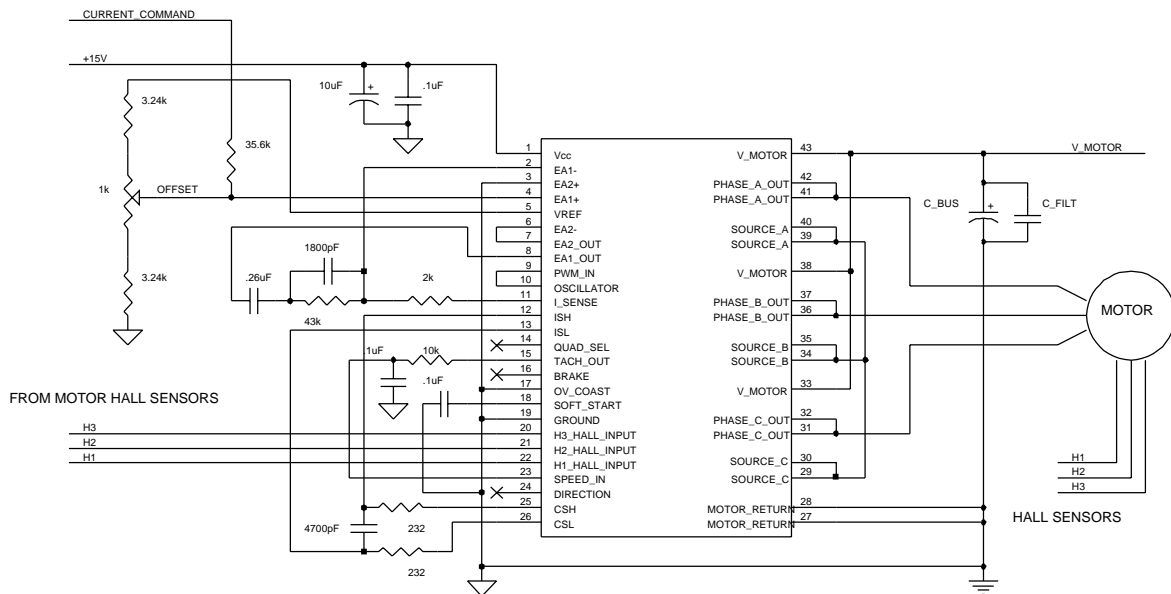 CURRENT_COMMAND
+15V
3.24k
10uF
+
.1uF
35.6k
1k
OFFSET
3.24k
1800pF
.26uF
2k
43k
.1uF
10k
.1uF
FROM MOTOR HALL SENSORS
H3
H2
H1
4700pF
232
232
1 Vcc
2 EA1-
3 EA2+
4 EA1+
5 VREF
6 EA2-
7 EA2_OUT
8 EA1_OUT
9 PWM_IN
10 OSCILLATOR
11 I_SENSE
12 ISH
13 ISL
14 QUAD_SEL
15 TACH_OUT
16 BRAKE
17 OV_COAST
18 SOFT_START
19 GROUND
20 H3_HALL_INPUT
21 H2_HALL_INPUT
22 H1_HALL_INPUT
23 SPEED_IN
24 DIRECTION
25 CSH
26 CSL
V_MOTOR 43
PHASE_A_OUT 42
PHASE_A_OUT 41
SOURCE_A 40
SOURCE_A 39
V_MOTOR 38
PHASE_B_OUT 37
PHASE_B_OUT 36
SOURCE_B 35
SOURCE_B 34
V_MOTOR 33
PHASE_C_OUT 32
PHASE_C_OUT 31
SOURCE_C 30
SOURCE_C 29
MOTOR_RETURN 28
MOTOR_RETURN 27
V_MOTOR
C_BUS
+
C_FILT
MOTOR
H1
H2
H3
HALL SENSORS